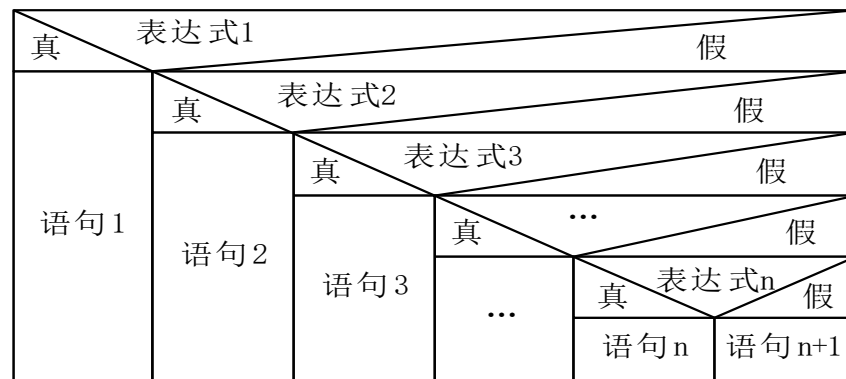 表达式1
真 假
表达式2
真 假
表达式3
真 假
语句1
...
真 假
语句2
表达式n
语句3
真 假
...
语句n 语句n+1